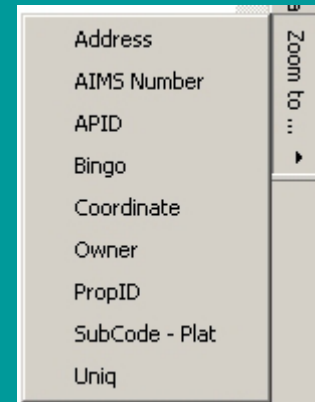 Address
AIMS Number
APID
Bingo
Coordinate
Owner
PropID
SubCode - Plat
Uniq
Zoom to ...